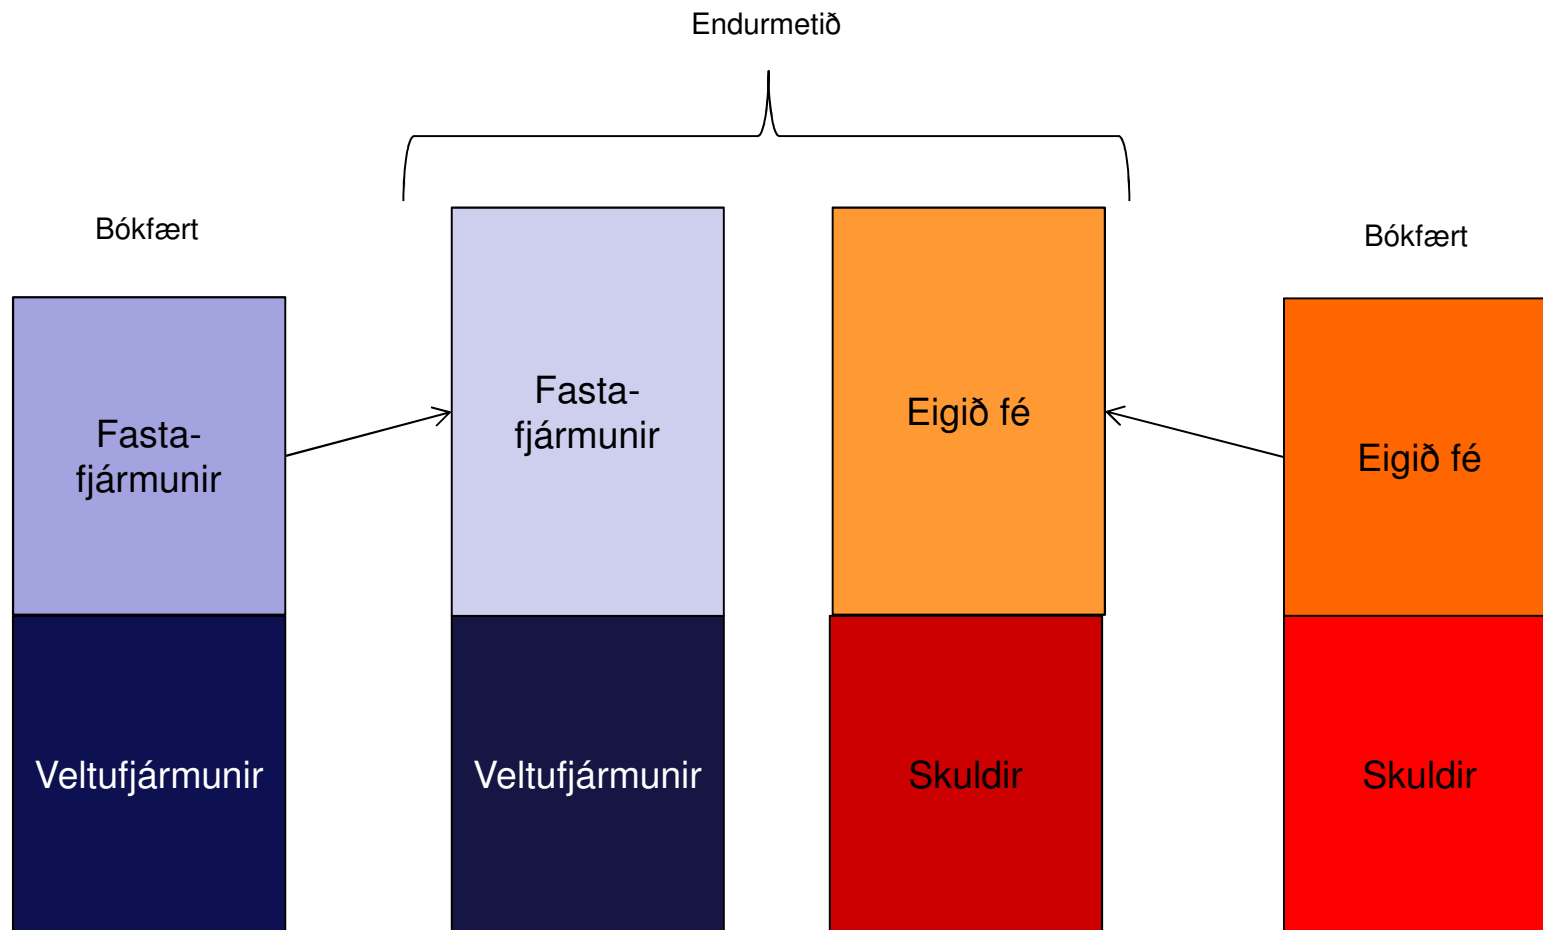 Endurmetið
Bókfært
Bókfært
Fasta-
fjármunir
Fasta-
fjármunir
Eigið fé
Eigið fé
Veltufjármunir
Veltufjármunir
Skuldir
Skuldir